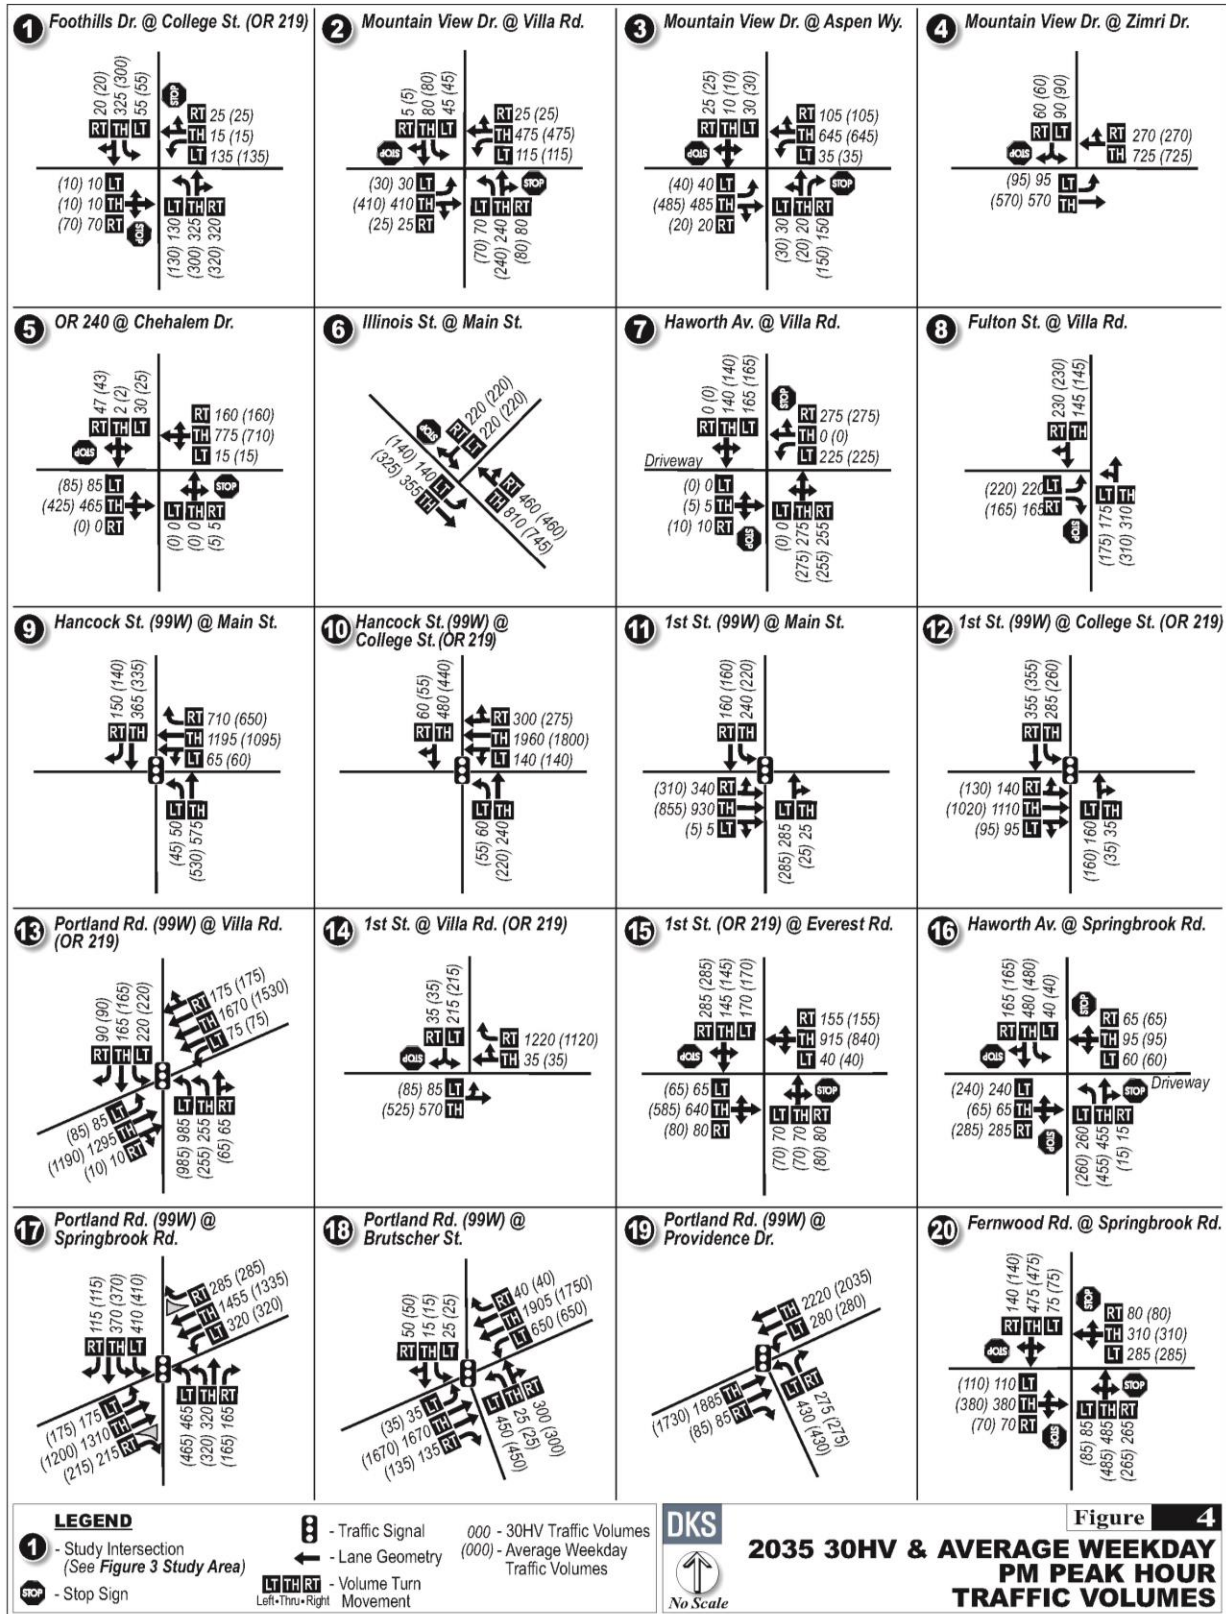 1 Foothills Dr. @ College St. (OR 219)
20 (20)
325 (300)
55 (55)
RT TH LT
STOP
RT 25 (25)
TH 15 (15)
LT 135 (135)
(10) 10 LT
(10) 10 TH
(70) 70 RT
STOP
LT TH RT
(130) 130
(300) 325
(320) 320
2 Mountain View Dr. @ Villa Rd.
5 (5)
80 (80)
45 (45)
RT TH LT
STOP
RT 25 (25)
TH 475 (475)
LT 115 (115)
(30) 30 LT
(410) 410 TH
(25) 25 RT
STOP
LT TH RT
(70) 70
(240) 240
(80) 80
3 Mountain View Dr. @ Aspen Wy.
25 (25)
10 (10)
30 (30)
RT TH LT
STOP
RT 105 (105)
TH 645 (645)
LT 35 (35)
(40) 40 LT
(485) 485 TH
(20) 20 RT
STOP
LT TH RT
(30) 30
(20) 20
(150) 150
4 Mountain View Dr. @ Zimri Dr.
60 (60)
90 (90)
RT LT
STOP
RT 270 (270)
TH 725 (725)
(95) 95 LT
(570) 570 TH
5 OR 240 @ Chehalem Dr.
47 (43)
2 (2)
30 (25)
RT TH LT
STOP
RT 160 (160)
TH 775 (710)
LT 15 (15)
(85) 85 LT
(425) 465 TH
(0) 0 RT
STOP
LT TH RT
(0) 0
(0) 0
(5) 5
6 Illinois St. @ Main St.
STOP
RT 220 (220)
LT 220 (220)
(140) 140 LT
(325) 355 TH
RT 460 (460)
TH 810 (745)
7 Haworth Av. @ Villa Rd.
0 (0)
140 (140)
165 (165)
RT TH LT
STOP
RT 275 (275)
TH 0 (0)
LT 225 (225)
Driveway
(0) 0 LT
(5) 5 TH
(10) 10 RT
STOP
LT TH RT
(0) 0
(275) 275
(255) 255
8 Fulton St. @ Villa Rd.
230 (230)
145 (145)
RT TH
(220) 220 LT
(165) 165 RT
STOP
LT TH
(175) 175
(310) 310
9 Hancock St. (99W) @ Main St.
150 (140)
365 (335)
RT TH
RT 710 (650)
TH 1195 (1095)
LT 65 (60)
LT TH
(45) 50
(530) 575
10 Hancock St. (99W) @
College St. (OR 219)
60 (55)
480 (440)
RT TH
RT 300 (275)
TH 1960 (1800)
LT 140 (140)
LT TH
(55) 60
(220) 240
11 1st St. (99W) @ Main St.
160 (160)
240 (220)
RT TH
(310) 340 RT
(855) 930 TH
(5) 5 LT
LT TH
(285) 285
(25) 25
12 1st St. (99W) @ College St. (OR 219)
355 (355)
285 (260)
RT TH
(130) 140 RT
(1020) 1110 TH
(95) 95 LT
LT TH
(160) 160
(35) 35
13 Portland Rd. (99W) @ Villa Rd.
(OR 219)
90 (90)
165 (165)
220 (220)
RT TH LT
RT 175 (175)
TH 1670 (1530)
LT 75 (75)
(85) 85 LT
(1190) 1295 TH
(10) 10 RT
LT TH RT
(985) 985
(255) 255
(65) 65
14 1st St. @ Villa Rd. (OR 219)
35 (35)
215 (215)
RT LT
STOP
RT 1220 (1120)
TH 35 (35)
(85) 85 LT
(525) 570 TH
15 1st St. (OR 219) @ Everest Rd.
285 (285)
145 (145)
170 (170)
RT TH LT
STOP
RT 155 (155)
TH 915 (840)
LT 40 (40)
(65) 65 LT
(585) 640 TH
(80) 80 RT
STOP
LT TH RT
(70) 70
(70) 70
(80) 80
16 Haworth Av. @ Springbrook Rd.
165 (165)
480 (480)
40 (40)
RT TH LT
STOP
STOP
RT 65 (65)
TH 95 (95)
LT 60 (60)
Driveway
(240) 240 LT
(65) 65 TH
(285) 285 RT
STOP
STOP
LT TH RT
(260) 260
(455) 455
(15) 15
17 Portland Rd. (99W) @
Springbrook Rd.
115 (115)
370 (370)
410 (410)
RT TH LT
RT 285 (285)
TH 1455 (1335)
LT 320 (320)
(175) 175 LT
(1200) 1310 TH
(215) 215 RT
LT TH RT
(465) 465
(320) 320
(165) 165
18 Portland Rd. (99W) @
Brutscher St.
50 (50)
15 (15)
25 (25)
RT TH LT
RT 40 (40)
TH 1905 (1750)
LT 650 (650)
(35) 35 LT
(1670) 1670 TH
(135) 135 RT
LT TH RT
450 (450)
25 (25)
300 (300)
19 Portland Rd. (99W) @
Providence Dr.
TH 2220 (2035)
LT 280 (280)
(1730) 1885 TH
(85) 85 RT
LT RT
430 (430)
275 (275)
20 Fernwood Rd. @ Springbrook Rd.
140 (140)
475 (475)
75 (75)
RT TH LT
STOP
STOP
RT 80 (80)
TH 310 (310)
LT 285 (285)
(110) 110 LT
(380) 380 TH
(70) 70 RT
STOP
STOP
LT TH RT
(85) 85
(485) 485
(265) 265
LEGEND
1 - Study Intersection
(See Figure 3 Study Area)
STOP - Stop Sign
- Traffic Signal
- Lane Geometry
LT TH RT - Volume Turn
Left•Thru•Right Movement
000 - 30HV Traffic Volumes
(000) - Average Weekday
Traffic Volumes
DKS
No Scale
Figure 4
2035 30HV & AVERAGE WEEKDAY
PM PEAK HOUR
TRAFFIC VOLUMES